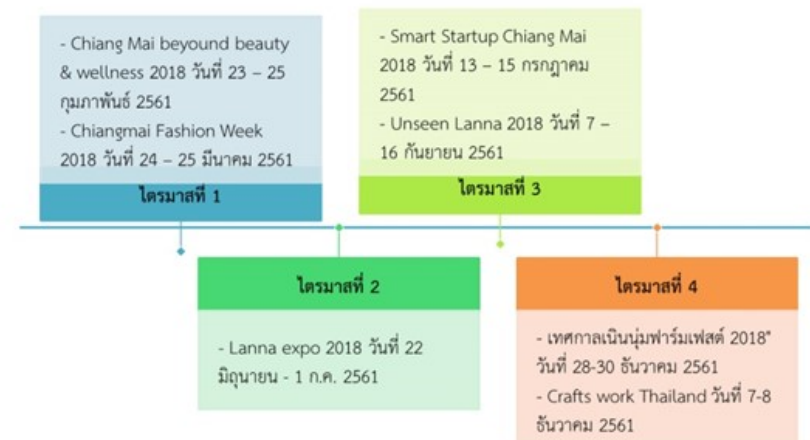 - Chiang Mai beyound beauty
& wellness 2018 วันที่ 23 – 25
กุมภาพันธ์ 2561
- Chiangmai Fashion Week
2018 วันที่ 24 – 25 มีนาคม 2561
ไตรมาสที่ 1
ไตรมาสที่ 2
- Lanna expo 2018 วันที่ 22
มิถุนายน - 1 ก.ค. 2561
- Smart Startup Chiang Mai
2018 วันที่ 13 – 15 กรกฎาคม
2561
- Unseen Lanna 2018 วันที่ 7 –
16 กันยายน 2561
ไตรมาสที่ 3
ไตรมาสที่ 4
- เทศกาลเนินนุ่มฟาร์มเฟสต์ 2018"
วันที่ 28-30 ธันวาคม 2561
- Crafts work Thailand วันที่ 7-8
ธันวาคม 2561